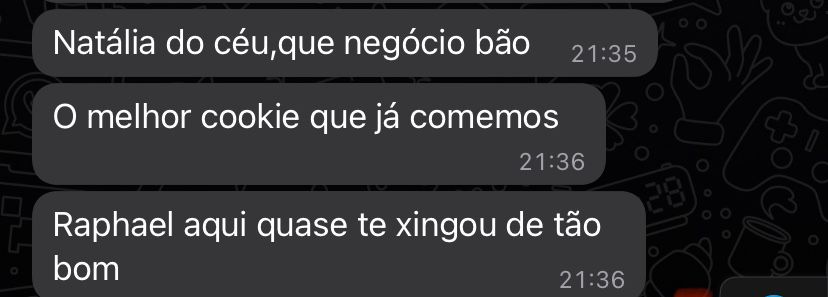 Natália do céu,que negócio bão
21:35
O melhor cookie que já comemos
21:36
Raphael aqui quase te xingou de tão
bom
21:36